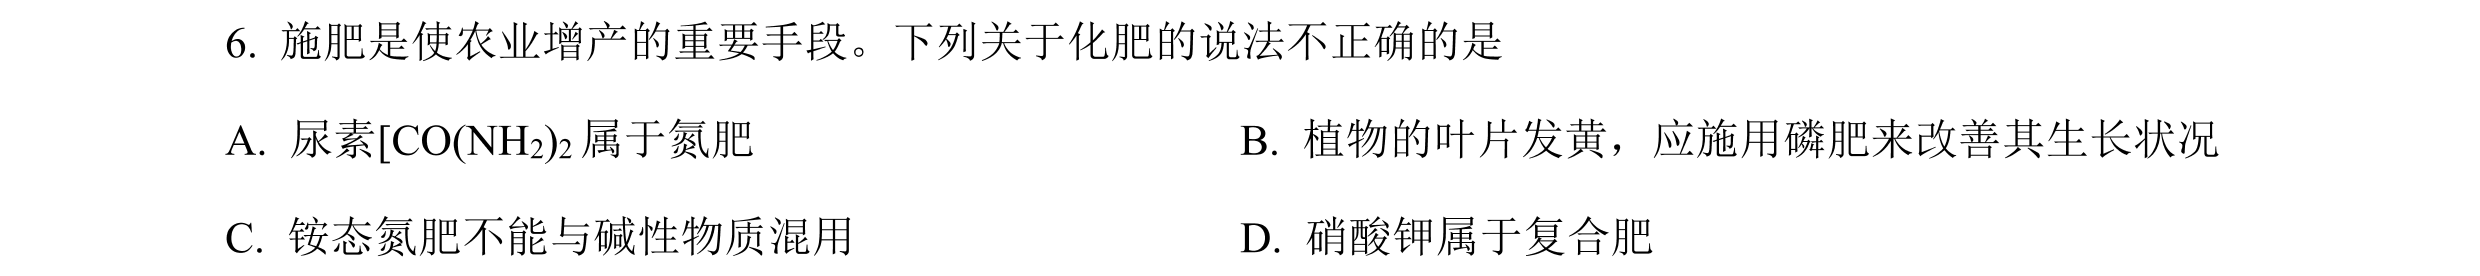 6. 施肥是使农业增产的重要手段。下列关于化肥的说法不正确的是
A. 尿素[CO(NH₂)₂属于氮肥 B. 植物的叶片发黄，应施用磷肥来改善其生长状况
C. 铵态氮肥不能与碱性物质混用 D. 硝酸钾属于复合肥